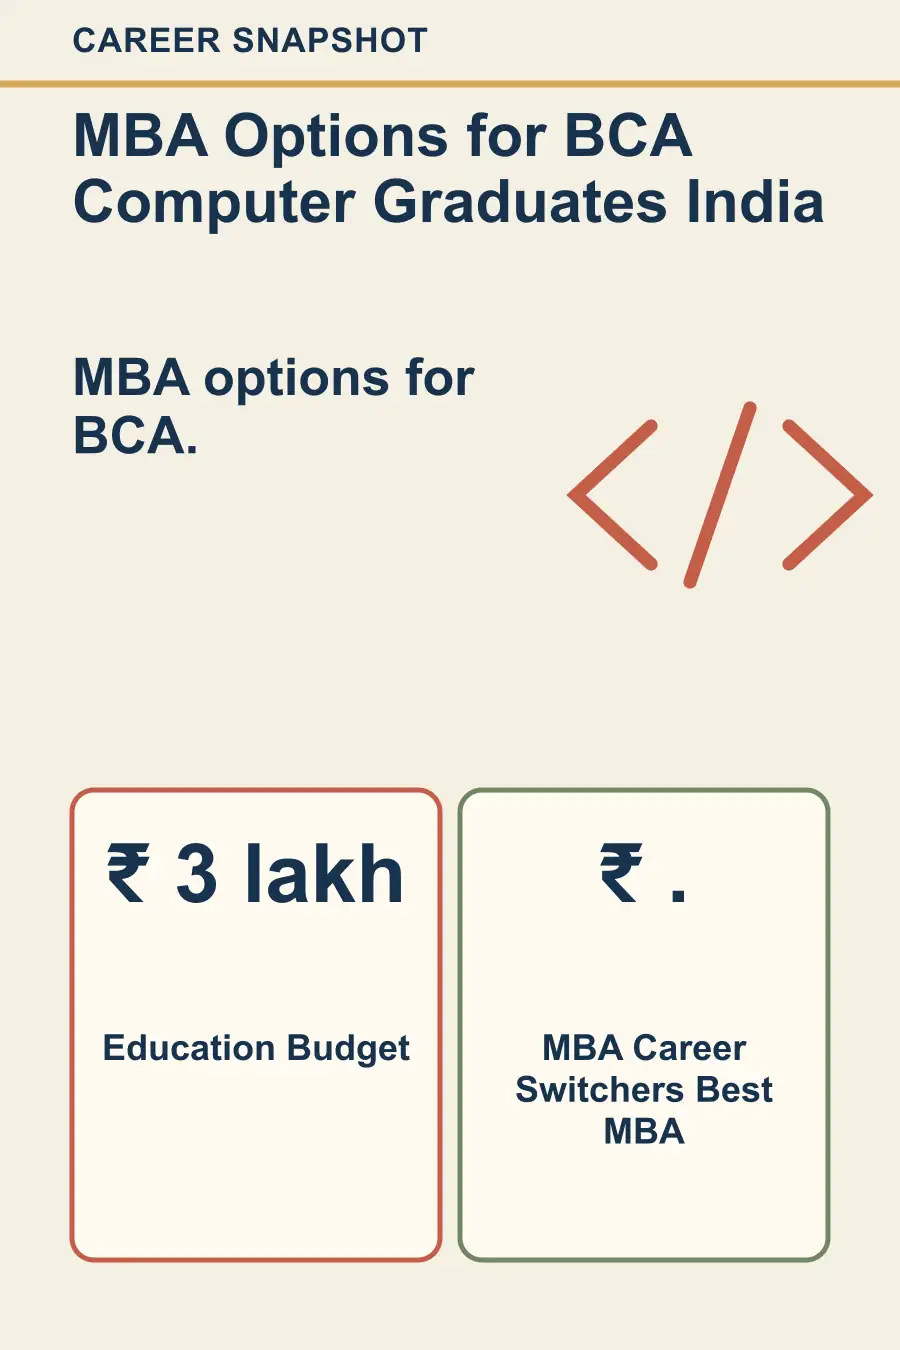 CAREER SNAPSHOT
MBA Options for BCA
Computer Graduates India
MBA options for
BCA.
</>
₹ 3 lakh
Education Budget
₹ .
MBA Career
Switchers Best
MBA